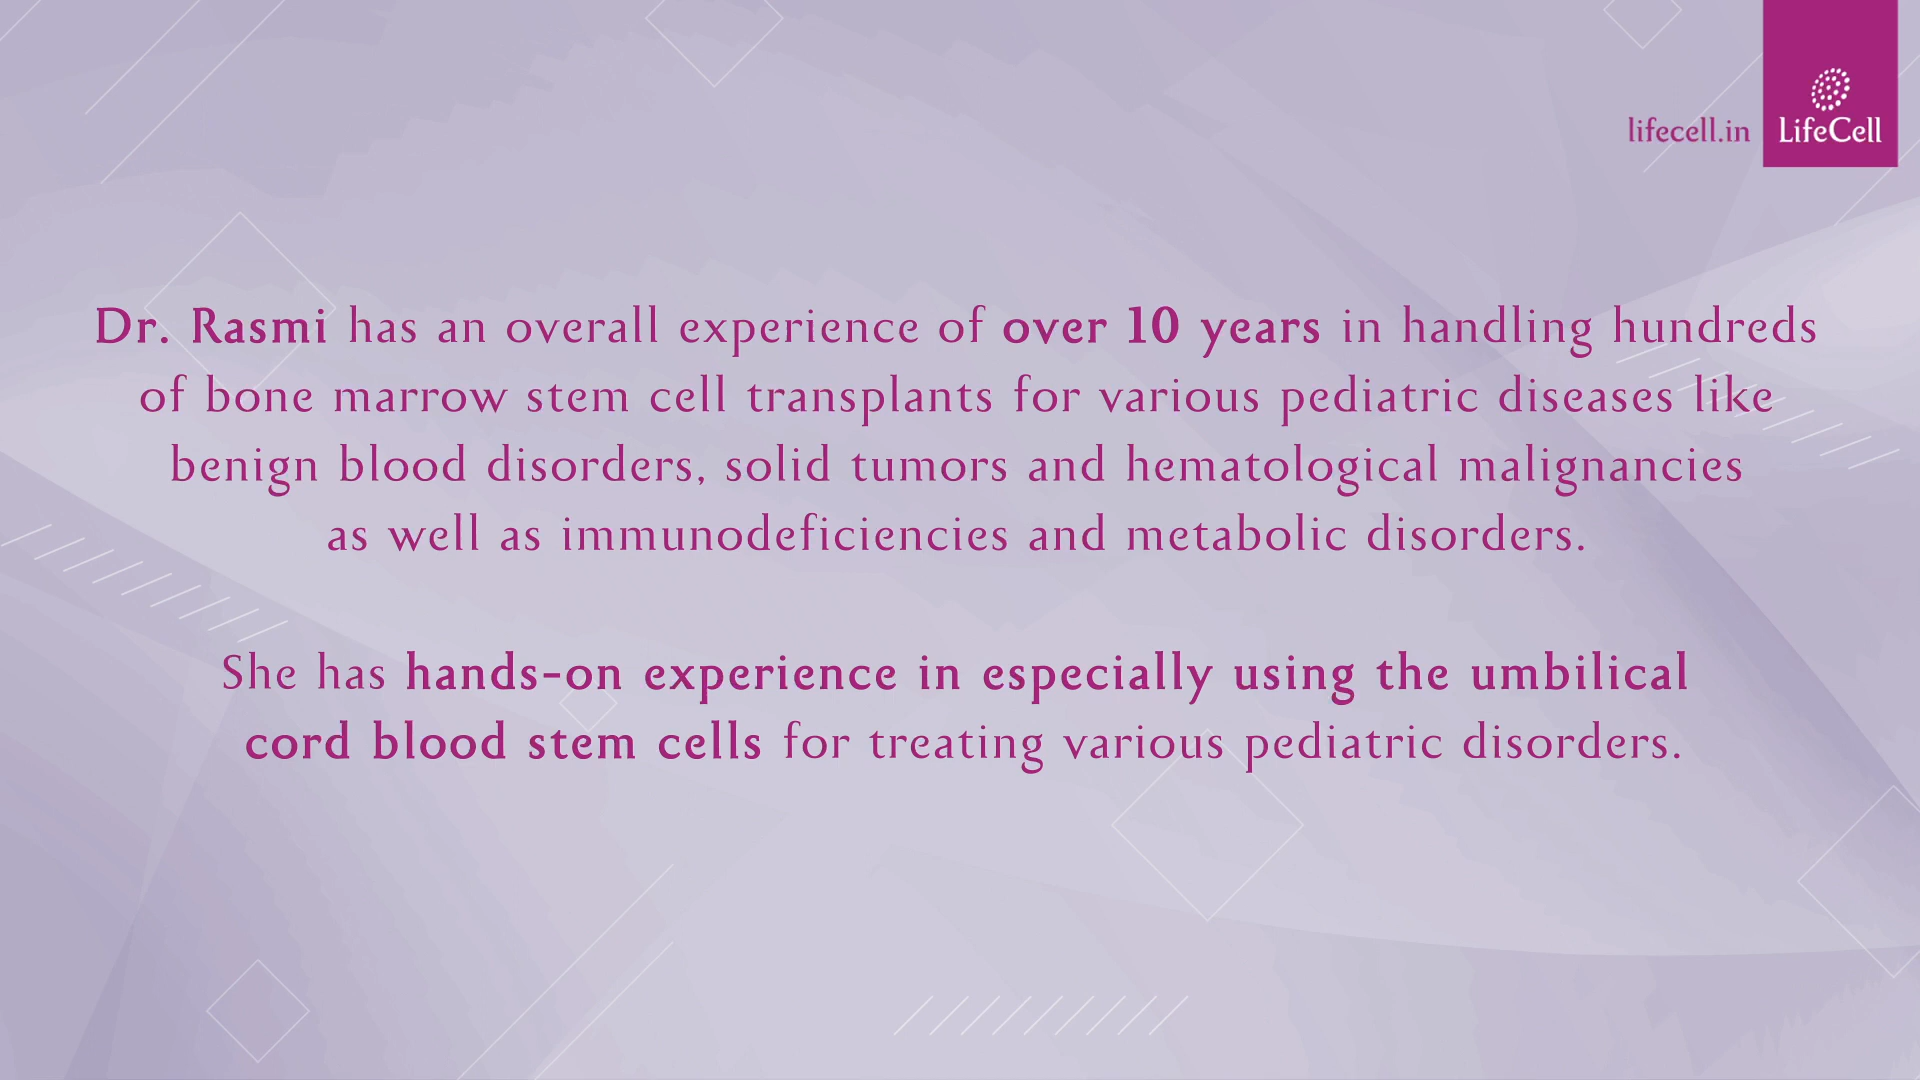 lifecell.in
LifeCell
Dr. Rasmi has an overall experience of over 10 years in handling hundreds
of bone marrow stem cell transplants for various pediatric diseases like
benign blood disorders, solid tumors and hematological malignancies
as well as immunodeficiencies and metabolic disorders.
She has hands-on experience in especially using the umbilical
cord blood stem cells for treating various pediatric disorders.